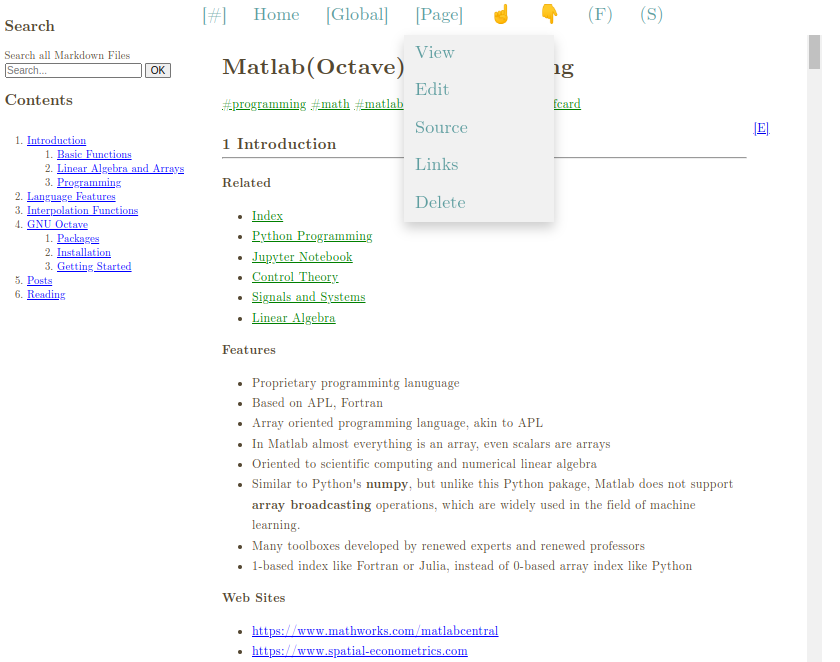 [#] Home [Global] [Page] ☝ 👇 (F) (S)
Search
Search all Markdown Files
Search... OK
Contents
1. Introduction
1. Basic Functions
2. Linear Algebra and Arrays
3. Programming
2. Language Features
3. Interpolation Functions
4. GNU Octave
1. Packages
2. Installation
3. Getting Started
5. Posts
6. Reading
View
Edit
Source
Links
Delete
Matlab(Octave) ng
#programming #math #matlab fcard
[E]
1 Introduction
Related
• Index
• Python Programming
• Jupyter Notebook
• Control Theory
• Signals and Systems
• Linear Algebra
Features
• Proprietary programmintg lanuguage
• Based on APL, Fortran
• Array oriented programming language, akin to APL
• In Matlab almost everything is an array, even scalars are arrays
• Oriented to scientific computing and numerical linear algebra
• Similar to Python's numpy, but unlike this Python pakage, Matlab does not support
array broadcasting operations, which are widely used in the field of machine
learning.
• Many toolboxes developed by renewed experts and renewed professors
• 1-based index like Fortran or Julia, instead of 0-based array index like Python
Web Sites
• https://www.mathworks.com/matlabcentral
• https://www.spatial-econometrics.com